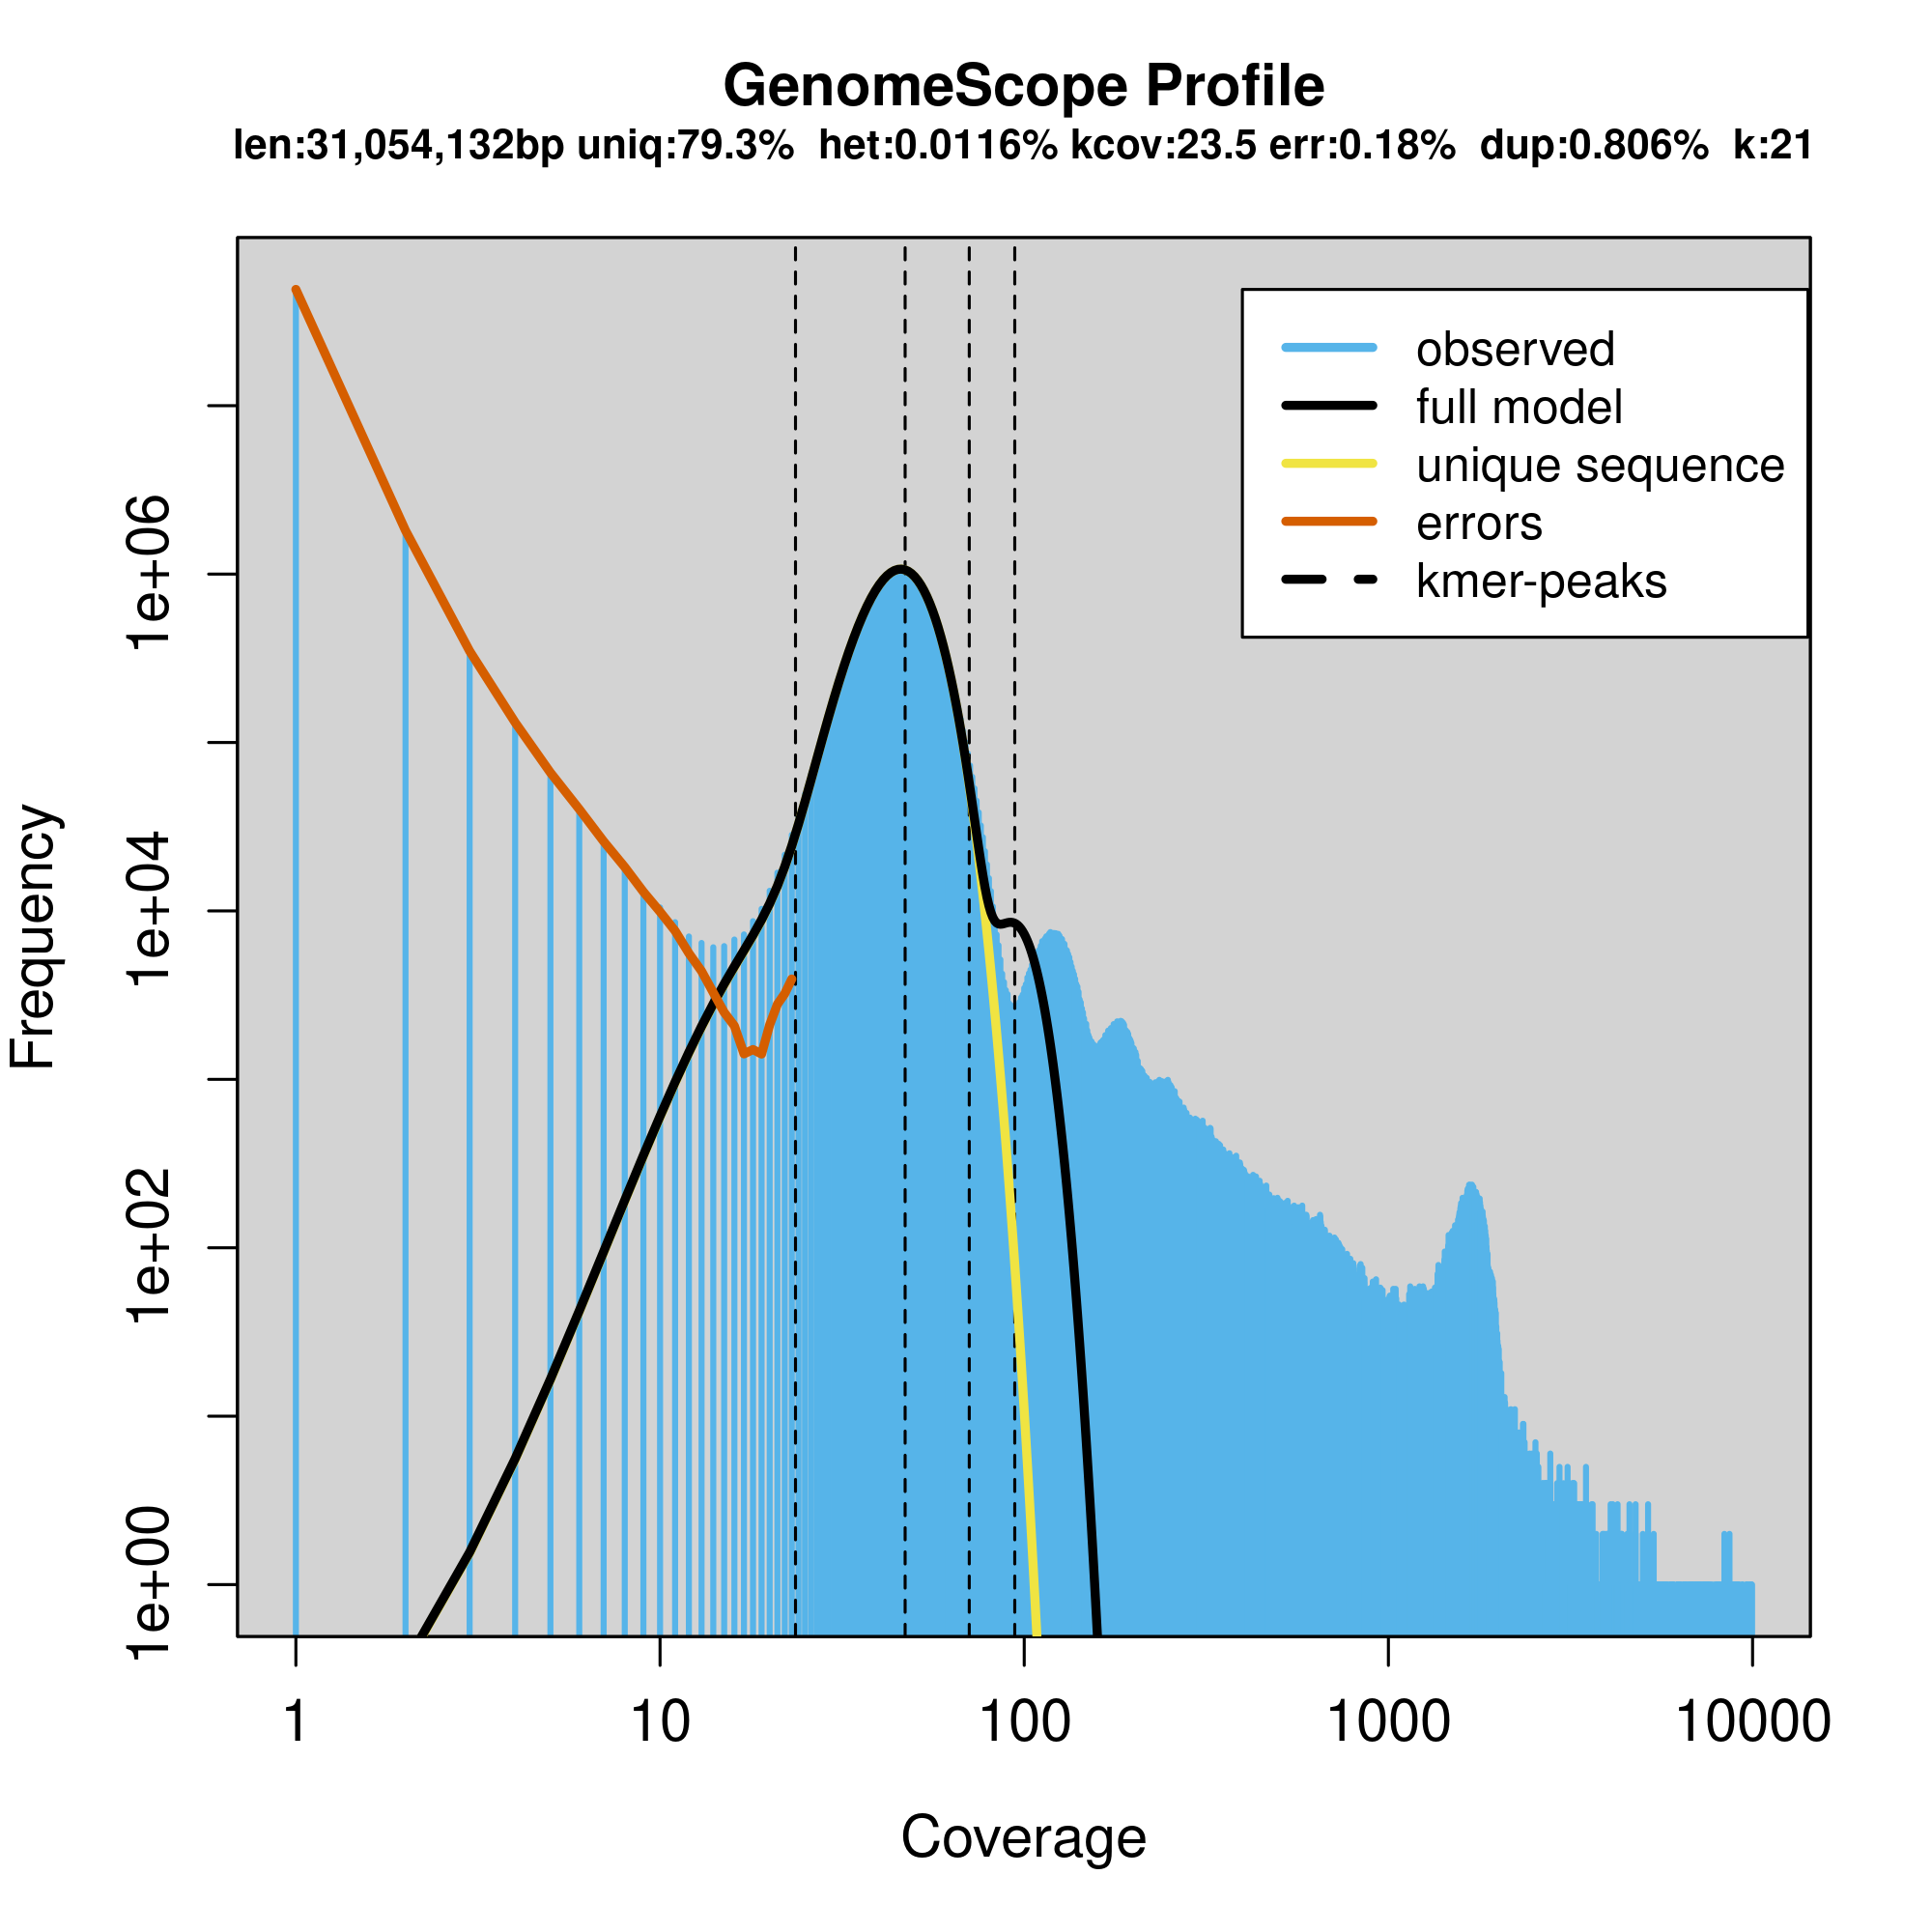 GenomeScope Profile
len:31,054,132bp uniq:79.3% het:0.0116% kcov:23.5 err:0.18% dup:0.806% k:21
observed
full model
unique sequence
errors
kmer-peaks
Frequency
1e+06
1e+04
1e+02
1e+00
1 10 100 1000 10000
Coverage